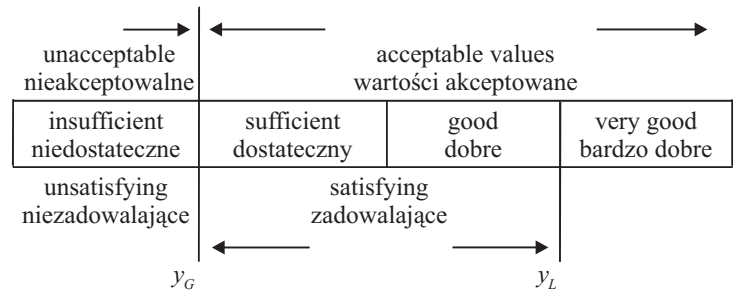 unacceptable
nieakceptowalne
acceptable values
wartości akceptowane
insufficient
niedostateczne
sufficient
dostateczny
good
dobre
very good
bardzo dobre
unsatisfying
niezadowalające
satisfying
zadowalające
y_G
y_L